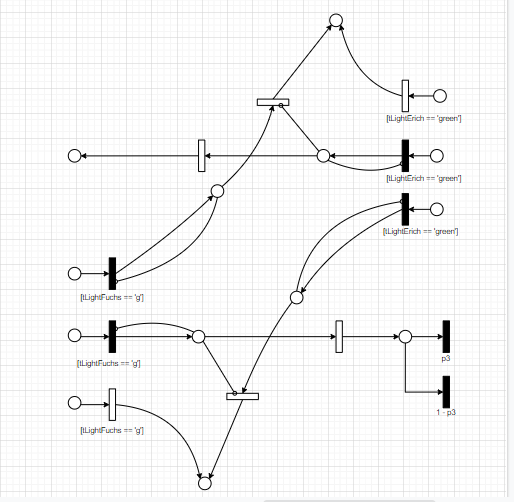 [tLightErich == 'green']
[tLightErich == 'green']
[tLightErich == 'green']
[tLightFuchs == 'g']
[tLightFuchs == 'g']
p3
1 - p3
[tLightFuchs == 'g']